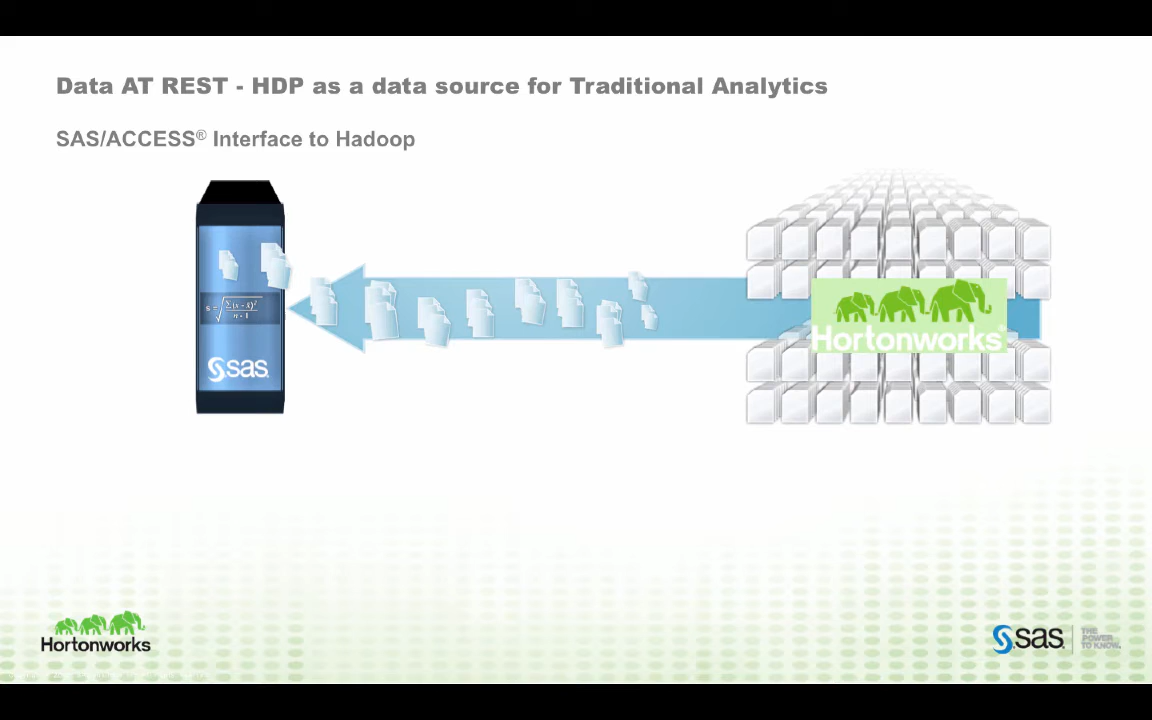 Data AT REST - HDP as a data source for Traditional Analytics
SAS/ACCESS® Interface to Hadoop
sas
Hortonworks
Hortonworks
sas
THE
POWER
TO KNOW.